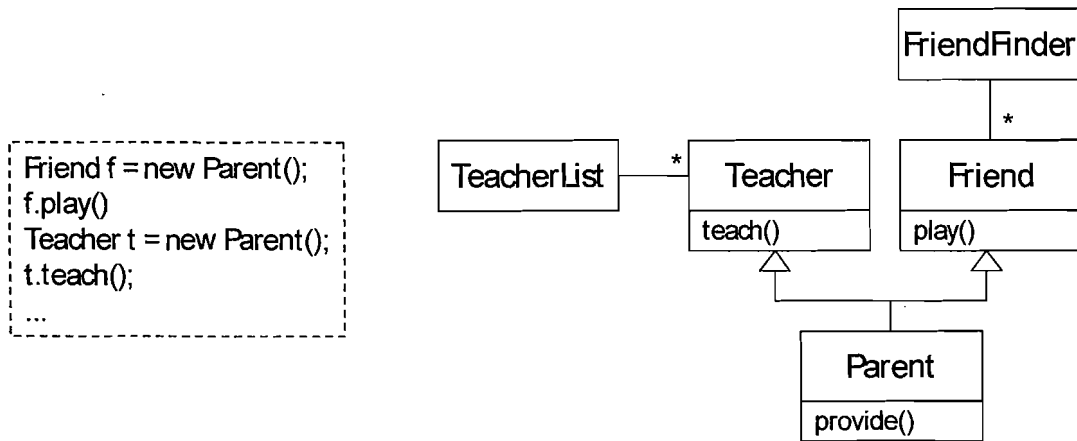 Friend f = new Parent();
f.play()
Teacher t = new Parent();
t.teach();
...
FriendFinder
*
TeacherList
*
Teacher
teach()
Friend
play()
Parent
provide()